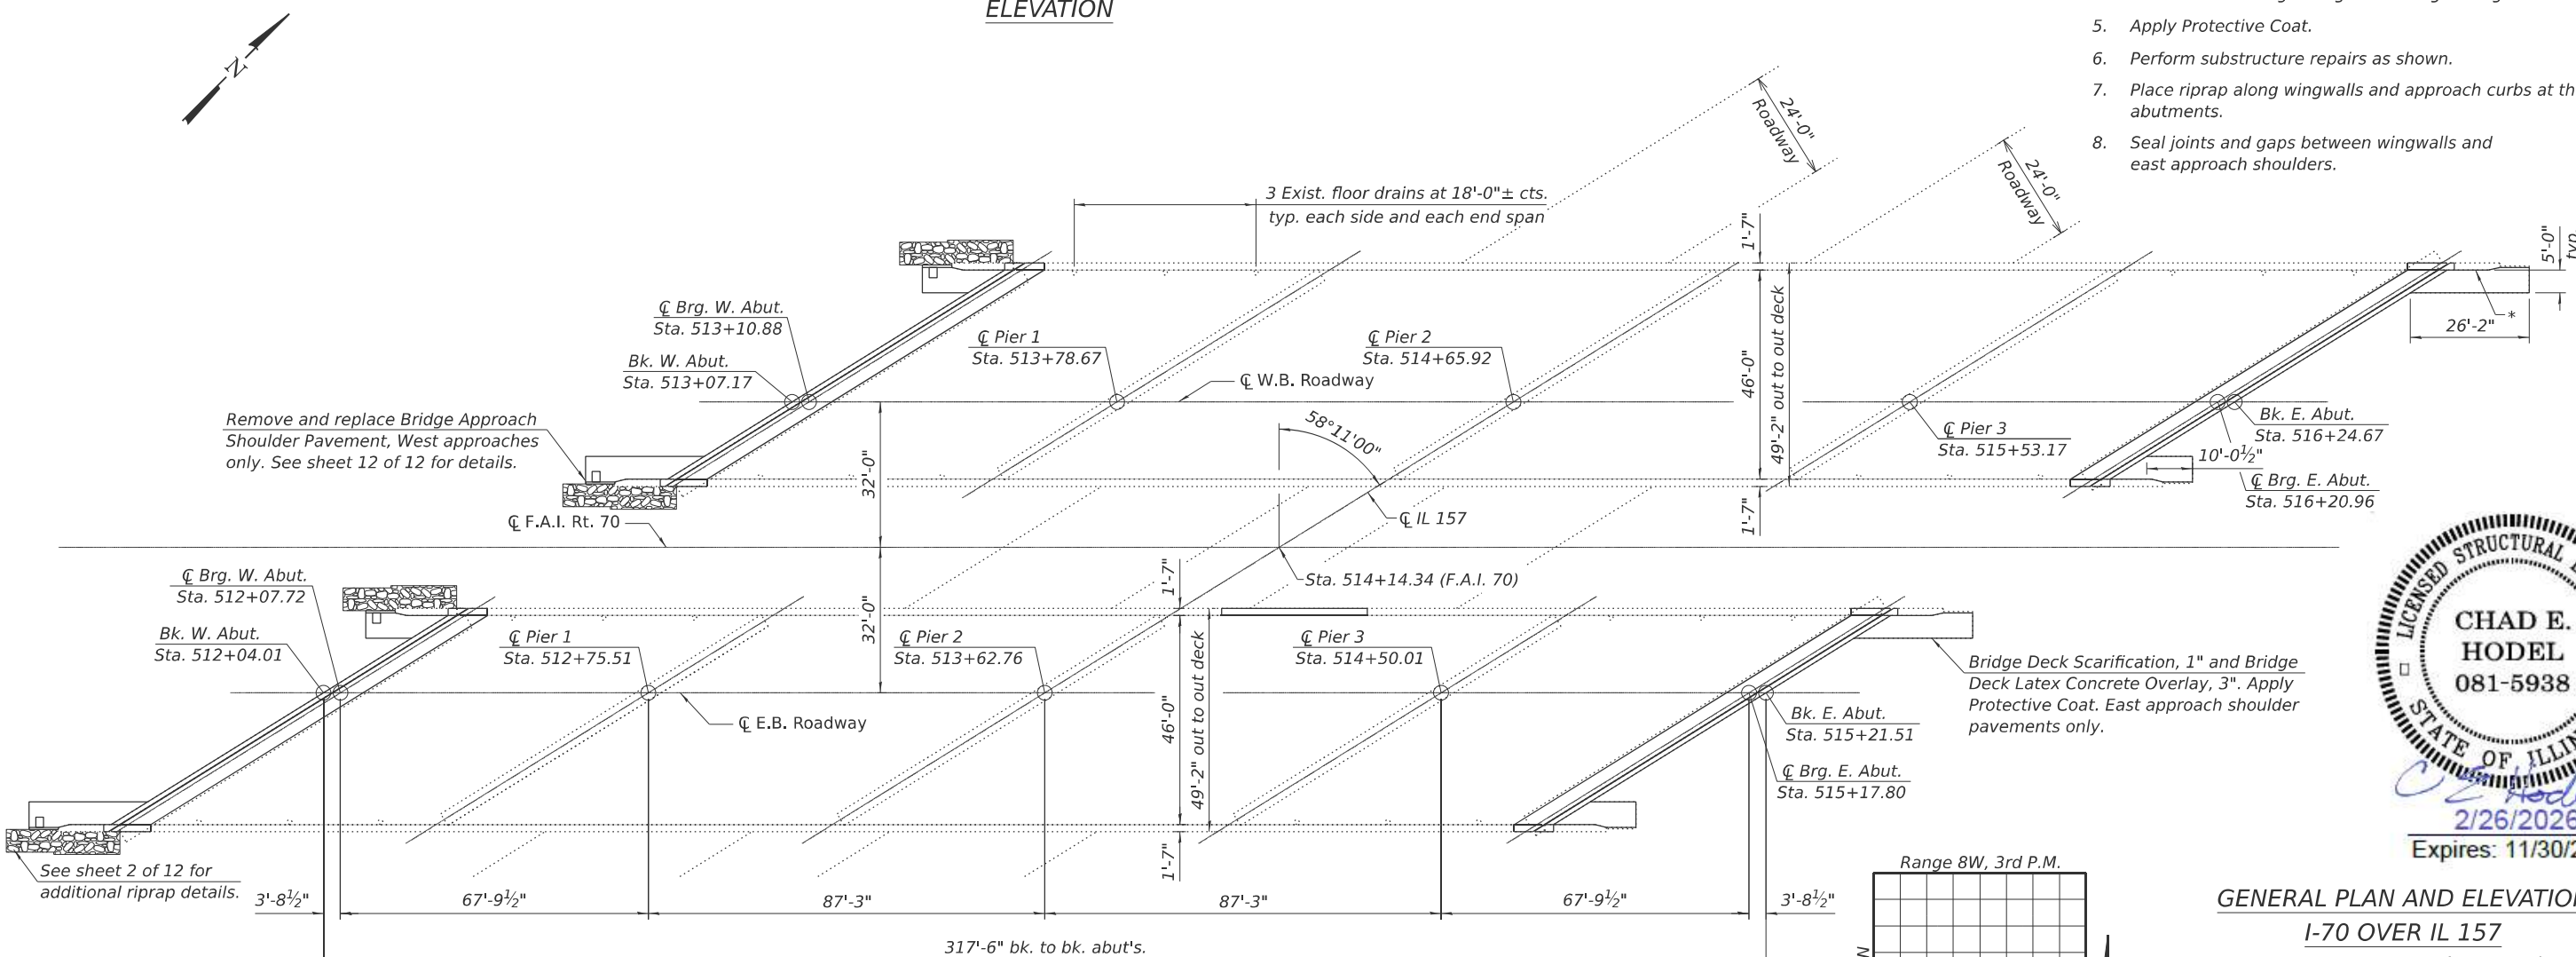 ELEVATION
N
5. Apply Protective Coat.
6. Perform substructure repairs as shown.
7. Place riprap along wingwalls and approach curbs at th
abutments.
8. Seal joints and gaps between wingwalls and
east approach shoulders.
24'-0"
Roadway
24'-0"
Roadway
3 Exist. floor drains at 18'-0"± cts.
typ. each side and each end span
1'-7"
5'-0"
typ.
℄ Brg. W. Abut.
Sta. 513+10.88
Bk. W. Abut.
Sta. 513+07.17
℄ Pier 1
Sta. 513+78.67
℄ Pier 2
Sta. 514+65.92
℄ W.B. Roadway
46'-0"
49'-2" out to out deck
26'-2"
*
℄ Pier 3
Sta. 515+53.17
Bk. E. Abut.
Sta. 516+24.67
10'-0½"
℄ Brg. E. Abut.
Sta. 516+20.96
Remove and replace Bridge Approach
Shoulder Pavement, West approaches
only. See sheet 12 of 12 for details.
32'-0"
58°11'00"
℄ F.A.I. Rt. 70
℄ IL 157
1'-7"
Sta. 514+14.34 (F.A.I. 70)
℄ Brg. W. Abut.
Sta. 512+07.72
Bk. W. Abut.
Sta. 512+04.01
℄ Pier 1
Sta. 512+75.51
32'-0"
℄ Pier 2
Sta. 513+62.76
1'-7"
℄ Pier 3
Sta. 514+50.01
℄ E.B. Roadway
46'-0"
49'-2" out to out deck
1'-7"
Bridge Deck Scarification, 1" and Bridge
Deck Latex Concrete Overlay, 3". Apply
Protective Coat. East approach shoulder
pavements only.
Bk. E. Abut.
Sta. 515+21.51
℄ Brg. E. Abut.
Sta. 515+17.80
LICENSED STRUCTURAL
CHAD E.
HODEL
081-5938
STATE OF ILLIN
C E Hod
2/26/2026
Expires: 11/30/2
See sheet 2 of 12 for
additional riprap details.
3'-8½"
67'-9½"
87'-3"
87'-3"
67'-9½"
3'-8½"
317'-6" bk. to bk. abut's.
Range 8W, 3rd P.M.
N
GENERAL PLAN AND ELEVATION
I-70 OVER IL 157